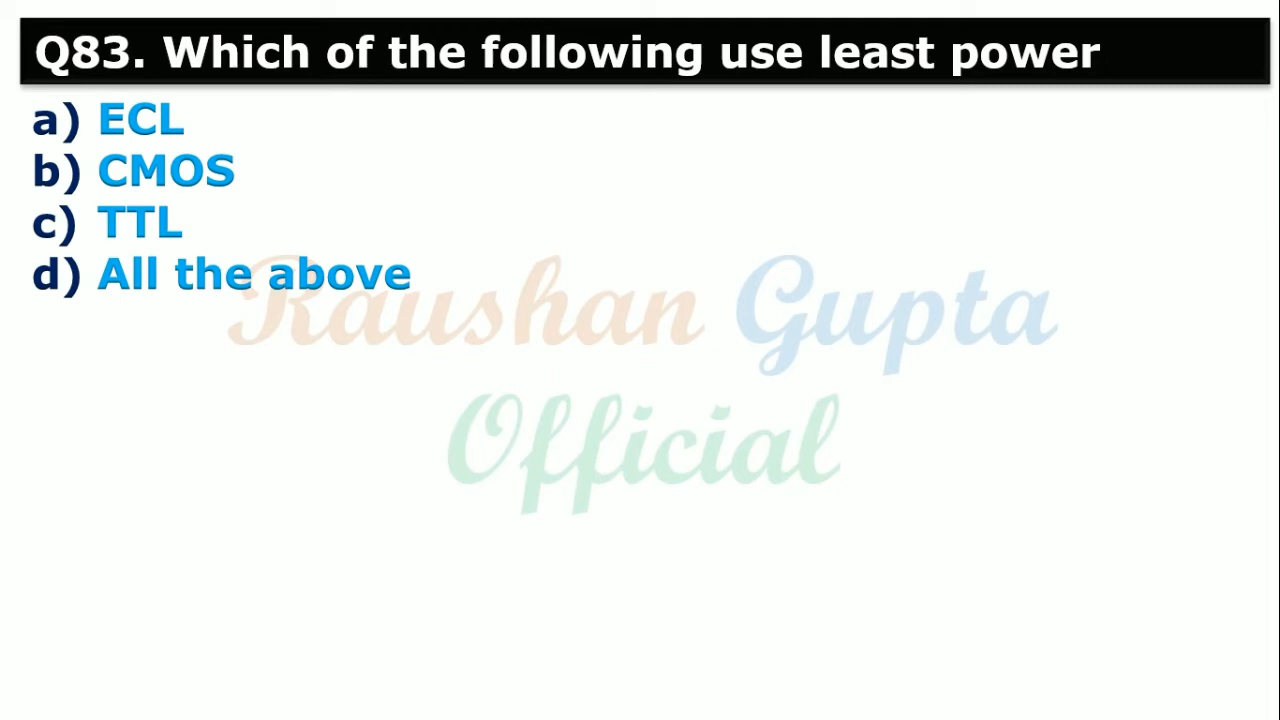 Q83. Which of the following use least power
a) ECL
b) CMOS
c) TTL
d) All the above
Raushan Gupta
Official